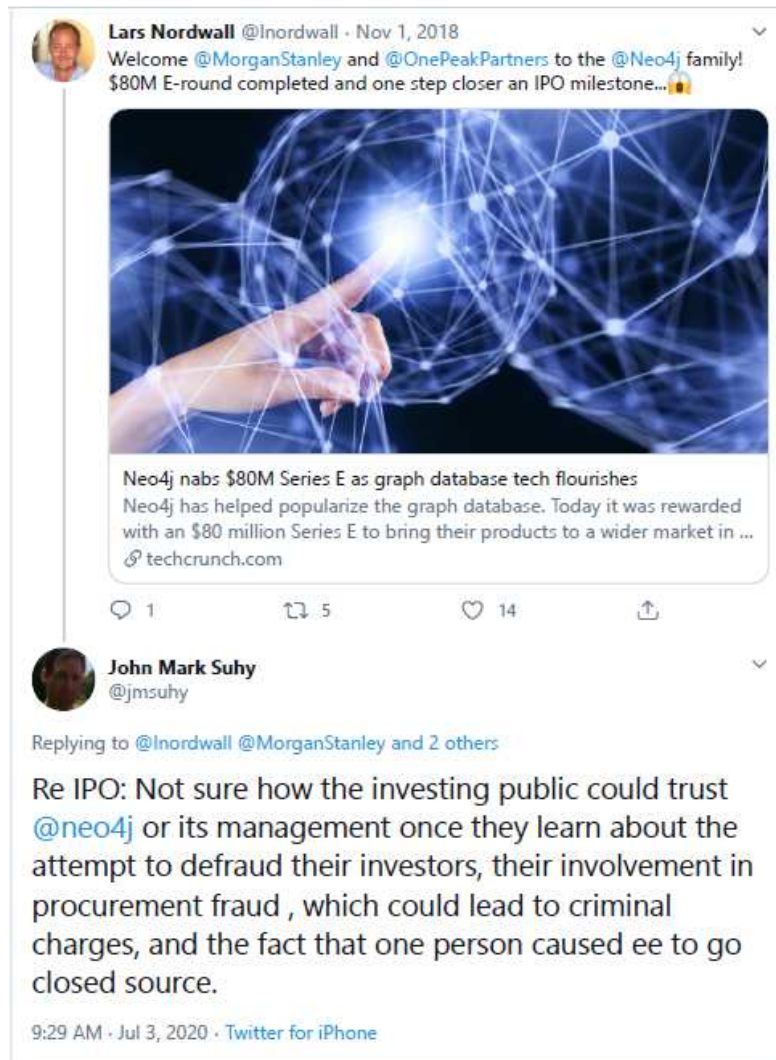 Lars Nordwall @lnordwall · Nov 1, 2018
Welcome @MorganStanley and @OnePeakPartners to the @Neo4j family!
$80M E-round completed and one step closer an IPO milestone...😱
Neo4j nabs $80M Series E as graph database tech flourishes
Neo4j has helped popularize the graph database. Today it was rewarded
with an $80 million Series E to bring their products to a wider market in ...
techcrunch.com
1 5 14
John Mark Suhy
@jmsuhy
Replying to @lnordwall @MorganStanley and 2 others
Re IPO: Not sure how the investing public could trust
@neo4j or its management once they learn about the
attempt to defraud their investors, their involvement in
procurement fraud , which could lead to criminal
charges, and the fact that one person caused ee to go
closed source.
9:29 AM · Jul 3, 2020 · Twitter for iPhone